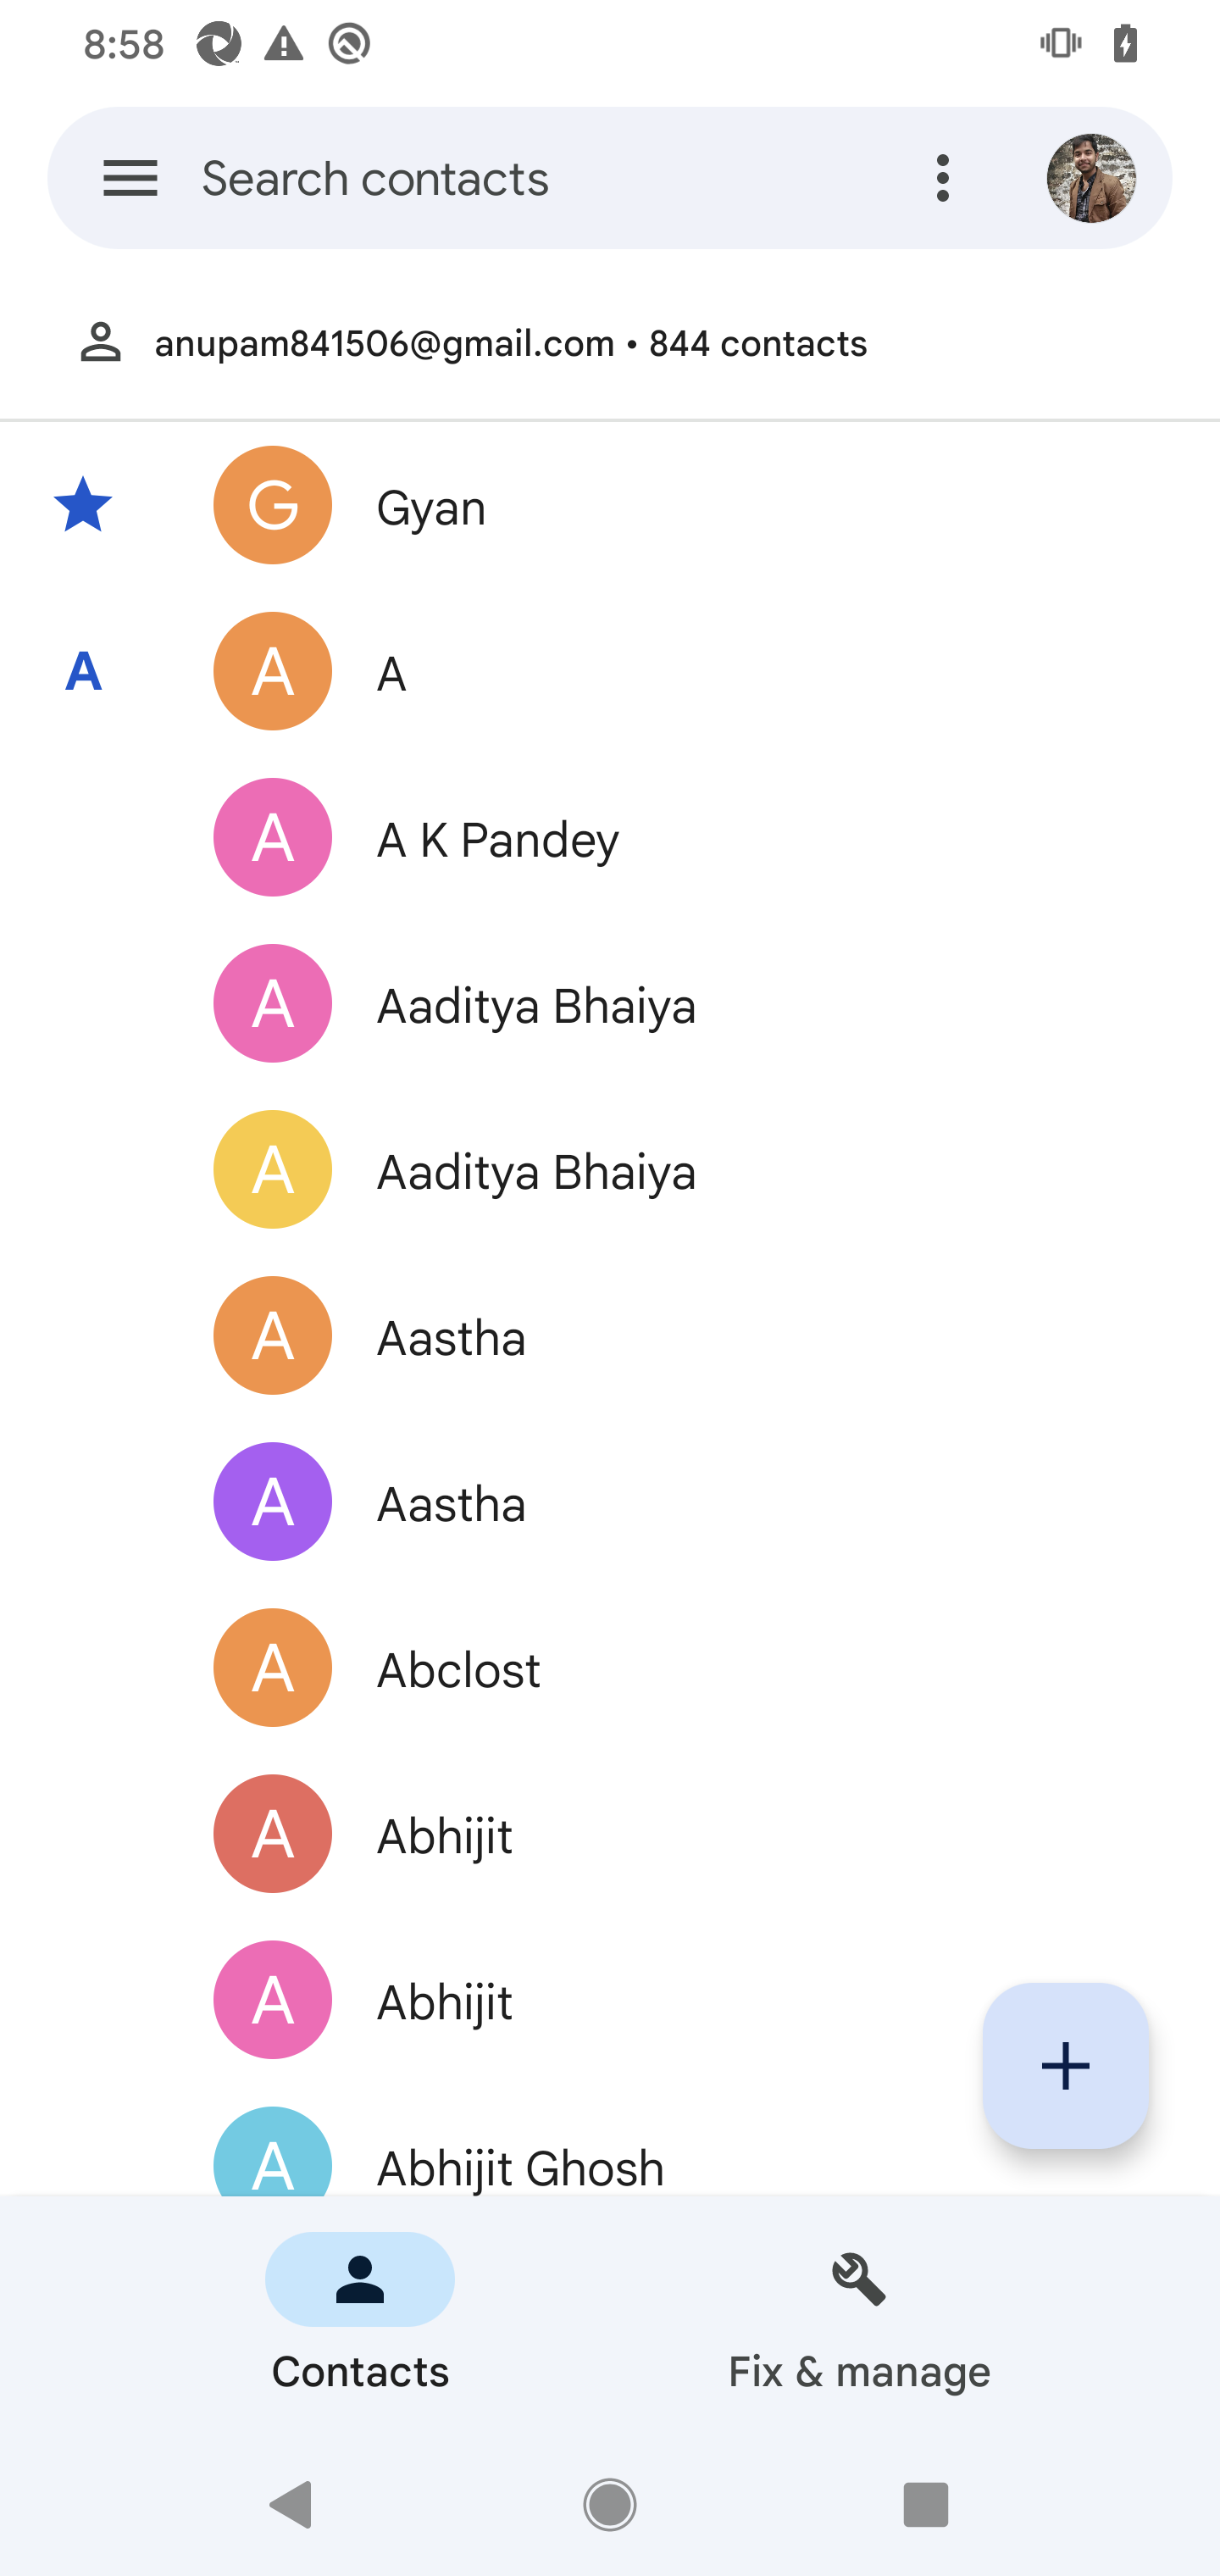 8:58
Search contacts
anupam841506@gmail.com • 844 contacts
G Gyan
A A A
A A K Pandey
A Aaditya Bhaiya
A Aaditya Bhaiya
A Aastha
A Aastha
A Abclost
A Abhijit
A Abhijit
A Abhijit Ghosh
Contacts Fix & manage